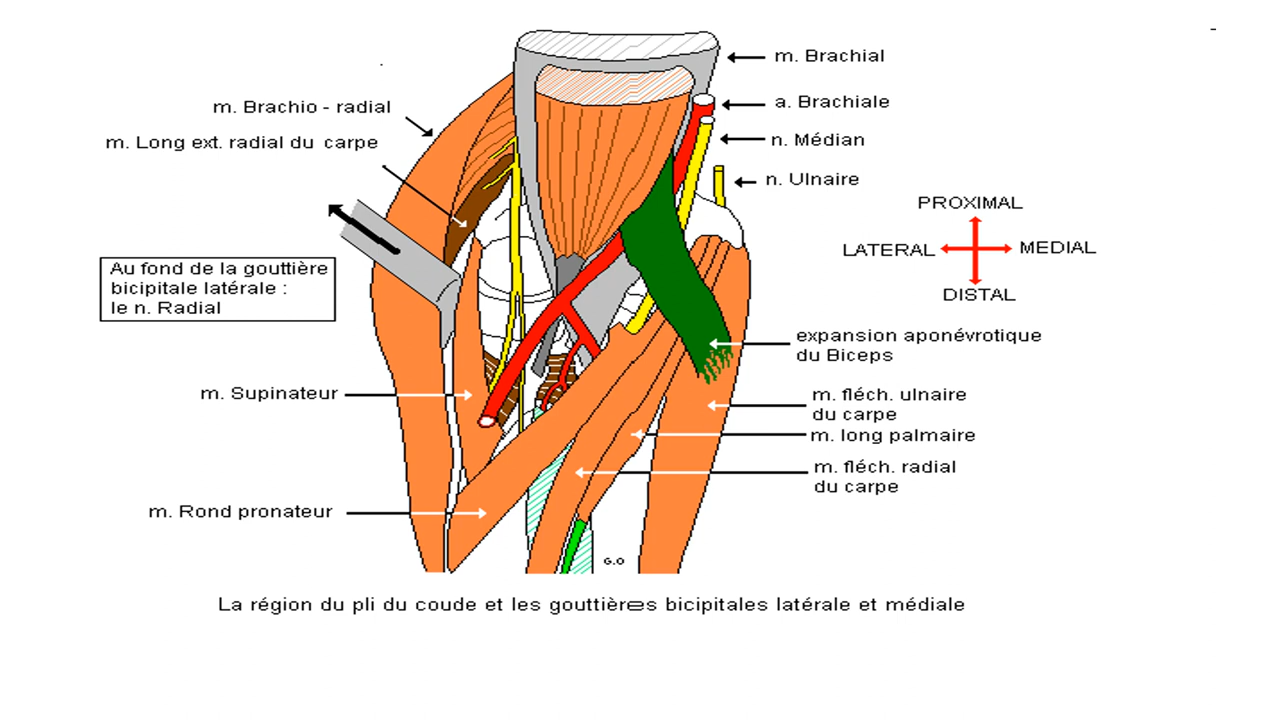 m. Brachial
m. Brachio - radial
a. Brachiale
m. Long ext. radial du carpe
n. Médian
n. Ulnaire
PROXIMAL
LATERAL
MEDIAL
DISTAL
Au fond de la gouttière
bicipitale latérale :
le n. Radial
expansion aponévrotique
du Biceps
m. Supinateur
m. fléch. ulnaire
du carpe
m. long palmaire
m. fléch. radial
du carpe
m. Rond pronateur
G.O
La région du pli du coude et les gouttières bicipitales latérale et médiale